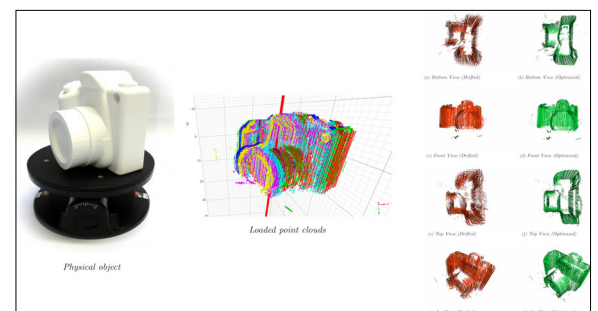 (a) Bottom View (Drifted)
(b) Bottom View (Optimized)
(c) Front View (Drifted)
(d) Front View (Optimized)
Loaded point clouds
(e) Top View (Drifted)
(f) Top View (Optimized)
Physical object